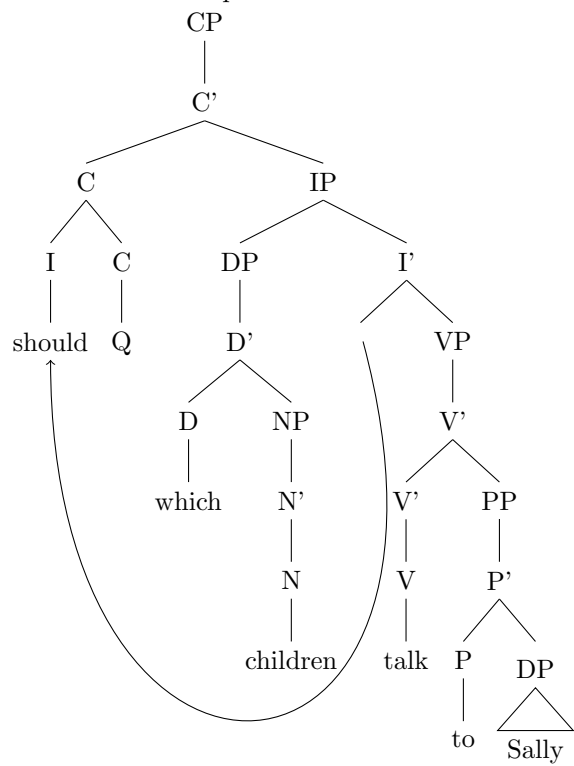 CP
C'
C IP
I C DP I'
should Q D' VP
D NP V'
which N' V' PP
N V P'
children talk P DP
to Sally